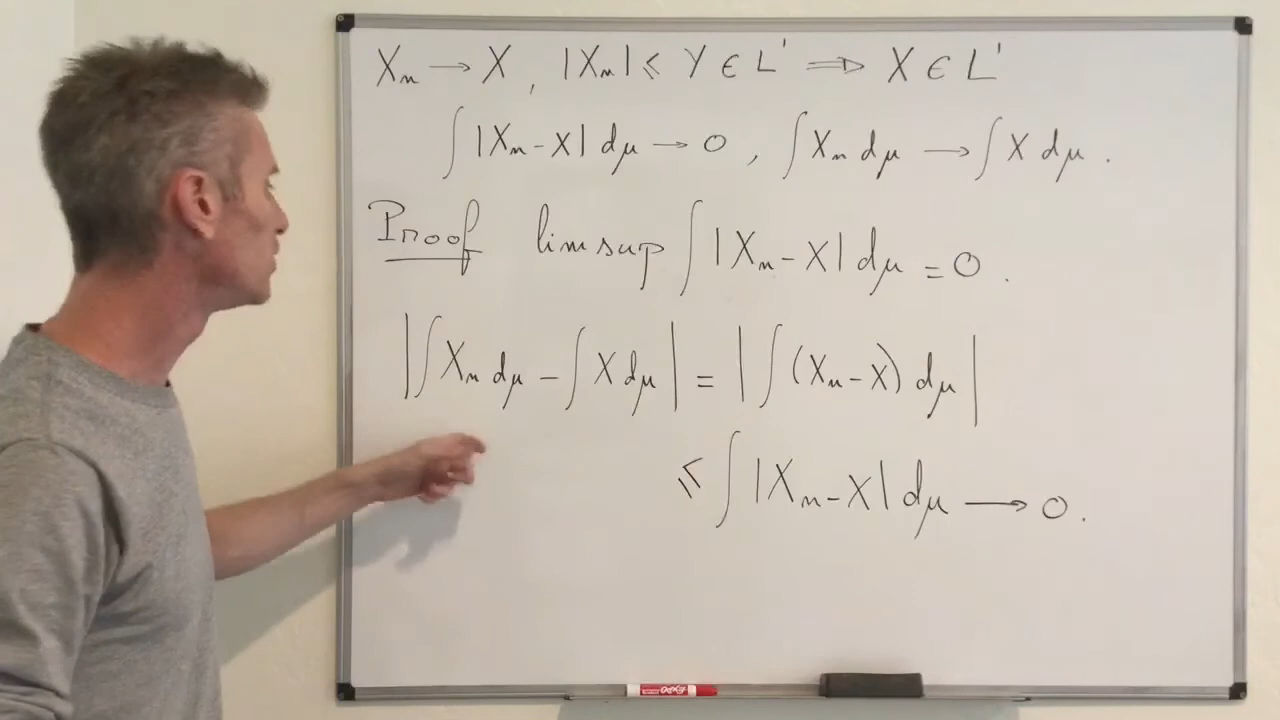 Xₙ → X , |Xₙ| ≤ Y ∈ L¹ ⟹ X ∈ L¹
∫ |Xₙ - X| dμ → 0 , ∫ Xₙ dμ → ∫ X dμ .
Proof lim sup ∫ |Xₙ - X| dμ = 0 .
|∫ Xₙ dμ - ∫ X dμ| = |∫ (Xₙ - X) dμ|
≤ ∫ |Xₙ - X| dμ → 0 .